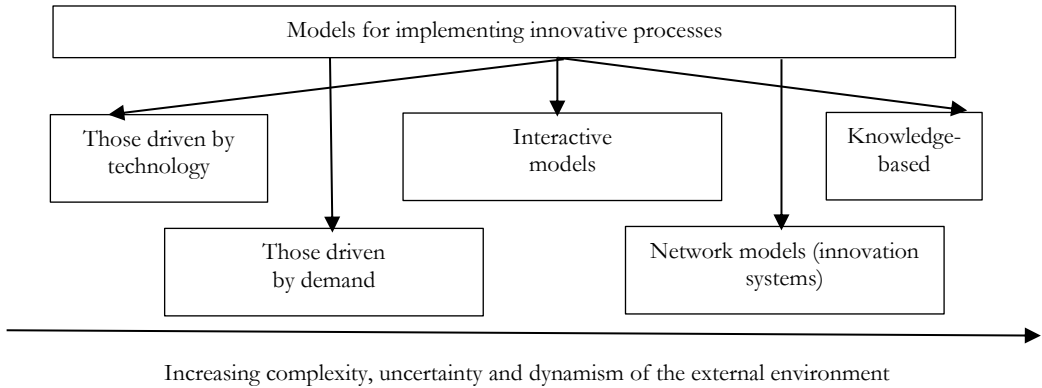 Models for implementing innovative processes
Those driven by
technology
Interactive
models
Knowledge-
based
Those driven
by demand
Network models (innovation
systems)
Increasing complexity, uncertainty and dynamism of the external environment